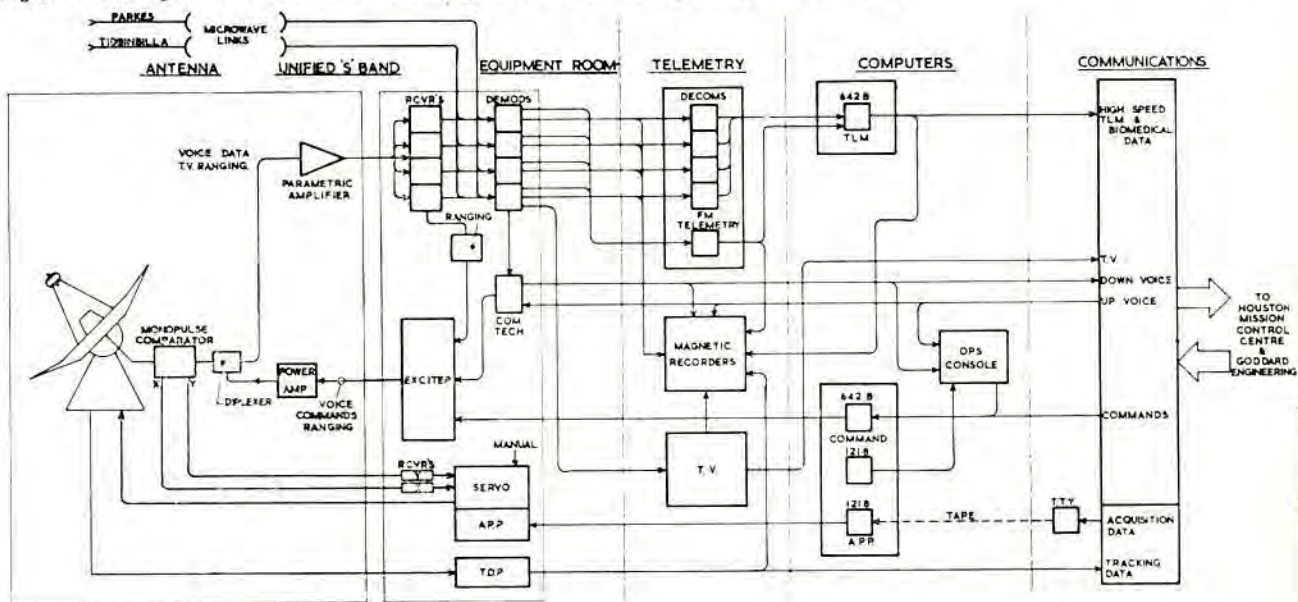 PARKES
TIDBINBILLA
MICROWAVE
LINKS
ANTENNA
UNIFIED 'S' BAND
EQUIPMENT ROOM
TELEMETRY
COMPUTERS
COMMUNICATIONS
VOICE DATA
T.V. RANGING.
PARAMETRIC
AMPLIFIER.
RCVR'S
DEMODS
RANGING
DECOMS
FM
TELEMETRY
642 B
TLM
HIGH SPEED
TLM &
BIOMEDICAL
DATA
MONOPULSE
COMPARATOR
X
Y
DIPLEXER
POWER
AMP
VOICE
COMMANDS
RANGING
EXCITER
COM
TECH
MAGNETIC
RECORDERS
OPS
CONSOLE
T.V.
DOWN VOICE
UP VOICE
TO
HOUSTON
MISSION
CONTROL
CENTRE
&
GODDARD
ENGINEERING
642 B
COMMAND
1218
COMMANDS
MANUAL
RCVR'S
SERVO
A.P.P
T.V.
1218
A.P.P.
TAPE
T.T.Y
ACQUISITION
DATA
T.D.P
TRACKING
DATA